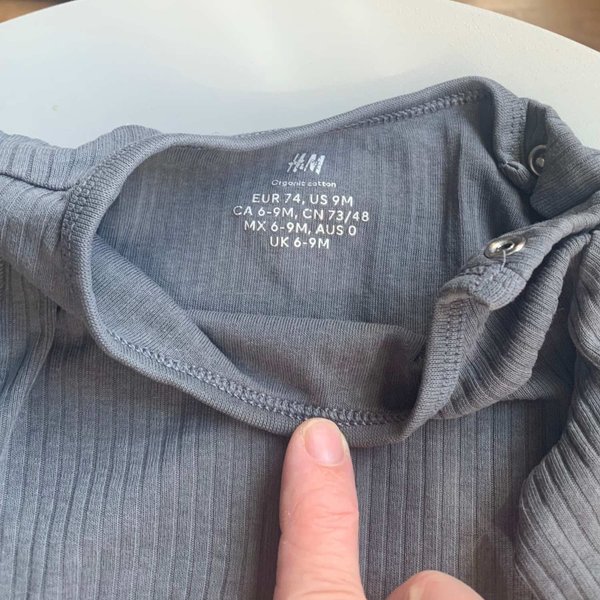 H&M
Organic cotton
EUR 74, US 9M
CA 6-9M, CN 73/48
MX 6-9M, AUS 0
UK 6-9M